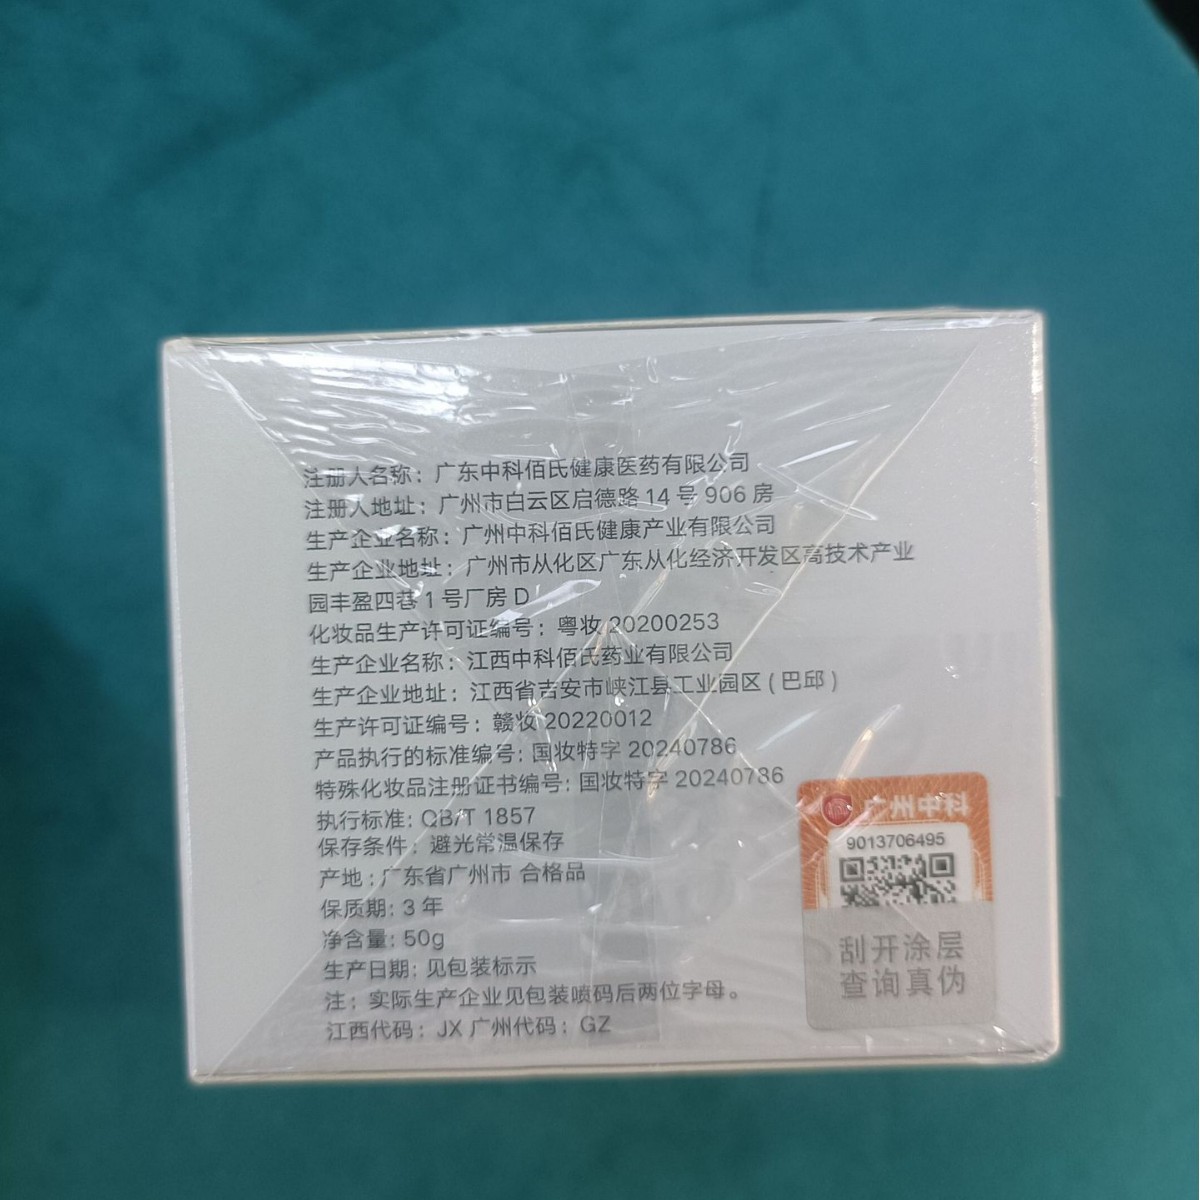 注册人名称：广东中科佰氏健康医药有限公司
注册人地址：广州市白云区启德路 14 号 906 房
生产企业名称：广州中科佰氏健康产业有限公司
生产企业地址：广州市从化区广东从化经济开发区高技术产业
园丰盈四巷 1 号厂房 D
化妆品生产许可证编号：粤妆 20200253
生产企业名称：江西中科佰氏药业有限公司
生产企业地址：江西省吉安市峡江县工业园区 ( 巴邱 )
生产许可证编号：赣妆 20220012
产品执行的标准编号: 国妆特字 20240786
特殊化妆品注册证书编号: 国妆特字 20240786
执行标准: QB/T 1857
保存条件：避光常温保存
产地 : 广东省广州市 合格品
保质期: 3 年
净含量: 50g
生产日期: 见包装标示
注：实际生产企业见包装喷码后两位字母。
江西代码：JX 广州代码：GZ
广州中科
9013706495
刮开涂层
查询真伪